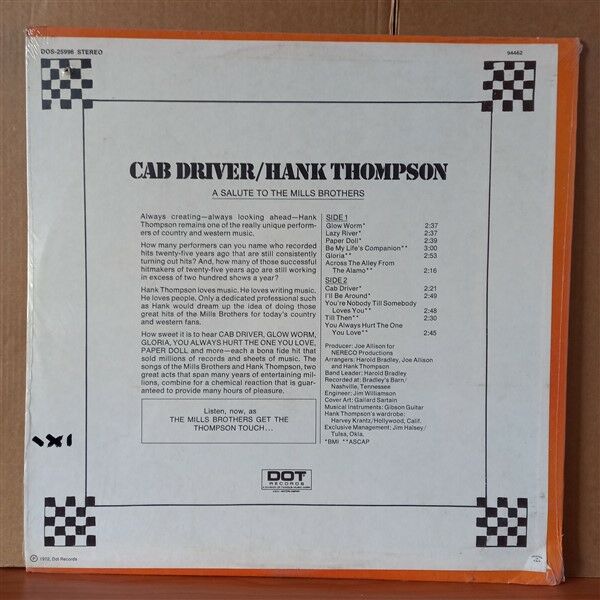 DOS-25996 STEREO
94462
CAB DRIVER/HANK THOMPSON
A SALUTE TO THE MILLS BROTHERS
Always creating—always looking ahead—Hank
Thompson remains one of the really unique perform-
ers of country and western music.
How many performers can you name who recorded
hits twenty-five years ago that are still consistently
turning out hits? And, how many of those successful
hitmakers of twenty-five years ago are still working
in excess of two hundred shows a year?
Hank Thompson loves music. He loves writing music.
He loves people. Only a dedicated professional such
as Hank would dream up the idea of doing those
great hits of the Mills Brothers for today's country
and western fans.
How sweet it is to hear CAB DRIVER, GLOW WORM,
GLORIA, YOU ALWAYS HURT THE ONE YOU LOVE,
PAPER DOLL and more—each a bona fide hit that
sold millions of records and sheets of music. The
songs of the Mills Brothers and Hank Thompson, two
great acts that span many years of entertaining mil-
lions, combine for a chemical reaction that is guar-
anteed to provide many hours of pleasure.
Listen, now, as
THE MILLS BROTHERS GET THE
THOMPSON TOUCH...
SIDE 1
Glow Worm* 2:37
Lazy River* 2:37
Paper Doll* 2:39
Be My Life's Companion** 3:00
Gloria** 2:53
Across The Alley From
The Alamo** 2:16
SIDE 2
Cab Driver* 2:21
I'll Be Around* 2:49
You're Nobody Till Somebody
Loves You** 2:48
Till Then** 2:30
You Always Hurt The One
You Love** 2:45
Producer: Joe Allison for
NERECO Productions
Arrangers: Harold Bradley, Joe Allison
and Hank Thompson
Band Leader: Harold Bradley
Recorded at: Bradley's Barn/
Nashville, Tennessee
Engineer: Jim Williamson
Cover Art: Gailard Sartain
Musical Instruments: Gibson Guitar
Hank Thompson's wardrobe:
Harvey Krantz/Hollywood, Calif.
Exclusive Management: Jim Halsey/
Tulsa, Okla.
*BMI **ASCAP
DOT
RECORDS
℗ 1972, Dot Records